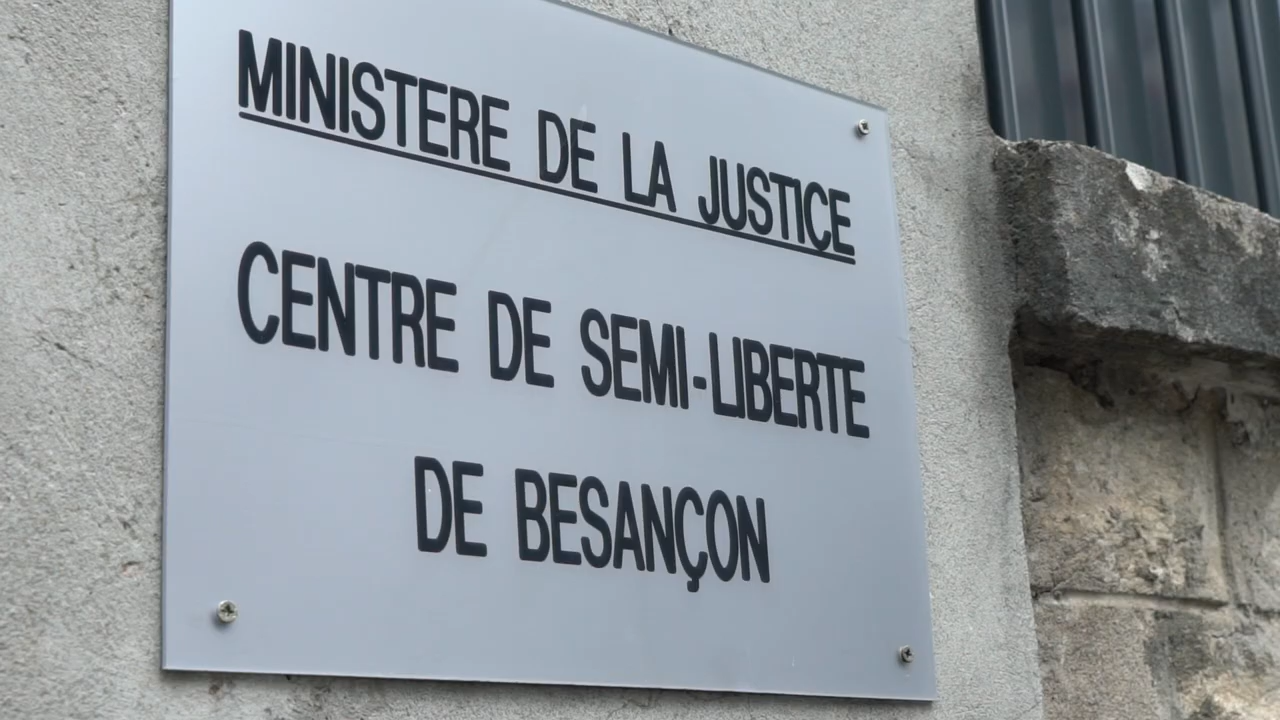 MINISTERE DE LA JUSTICE
CENTRE DE SEMI-LIBERTE
DE BESANÇON